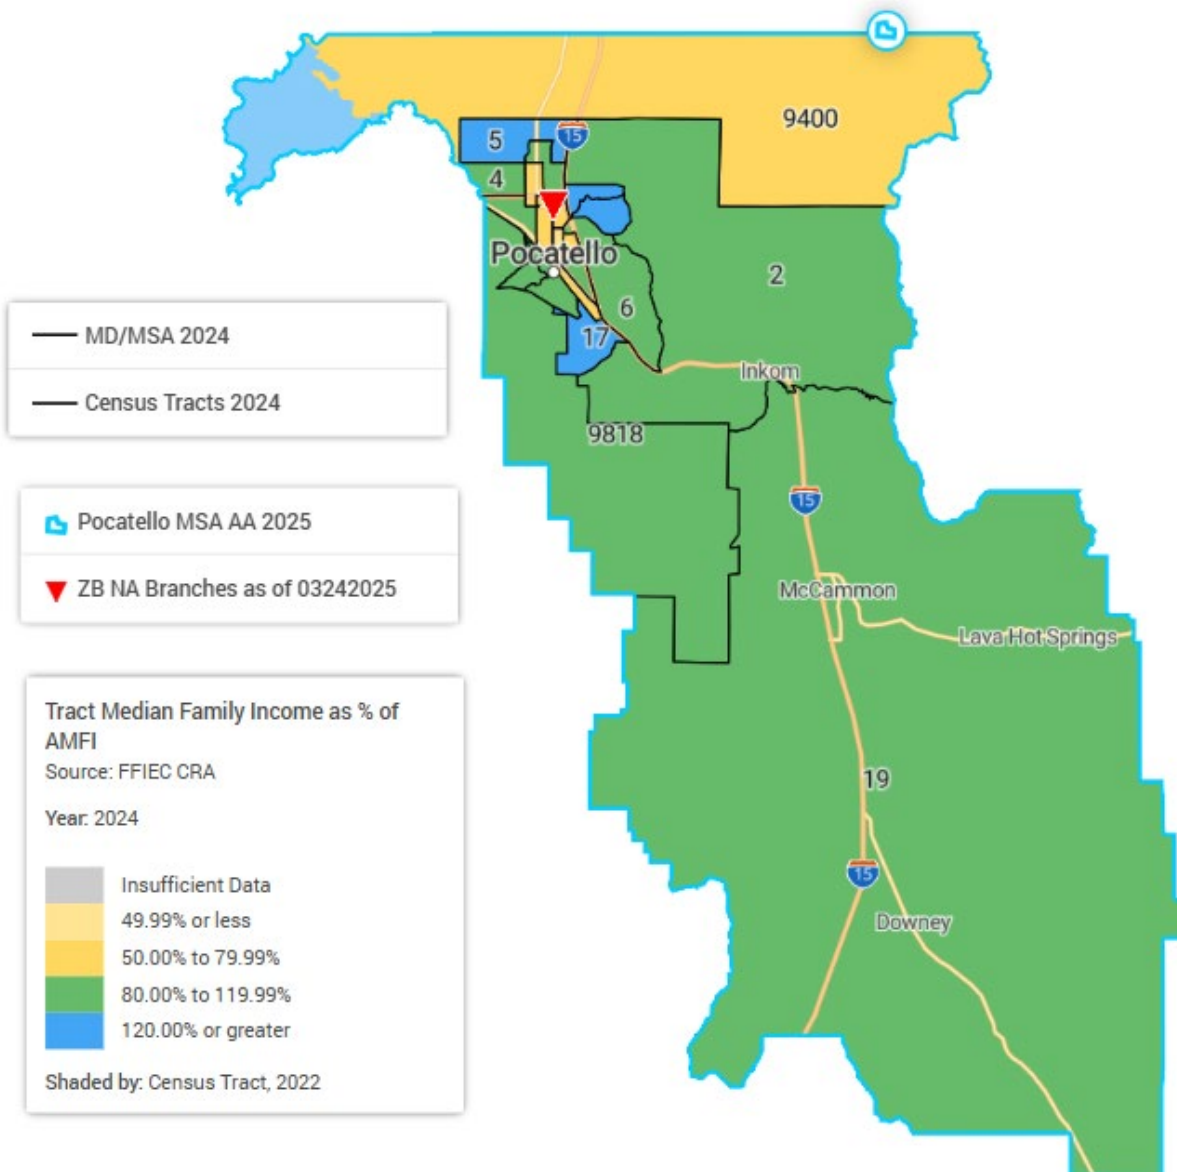 9400
5
15
4
Pocatello
2
6
17
Inkom
9818
15
McCammon
Lava Hot Springs
19
15
Downey
MD/MSA 2024
Census Tracts 2024
Pocatello MSA AA 2025
ZB NA Branches as of 03242025
Tract Median Family Income as % of
AMFI
Source: FFIEC CRA
Year: 2024
Insufficient Data
49.99% or less
50.00% to 79.99%
80.00% to 119.99%
120.00% or greater
Shaded by: Census Tract, 2022